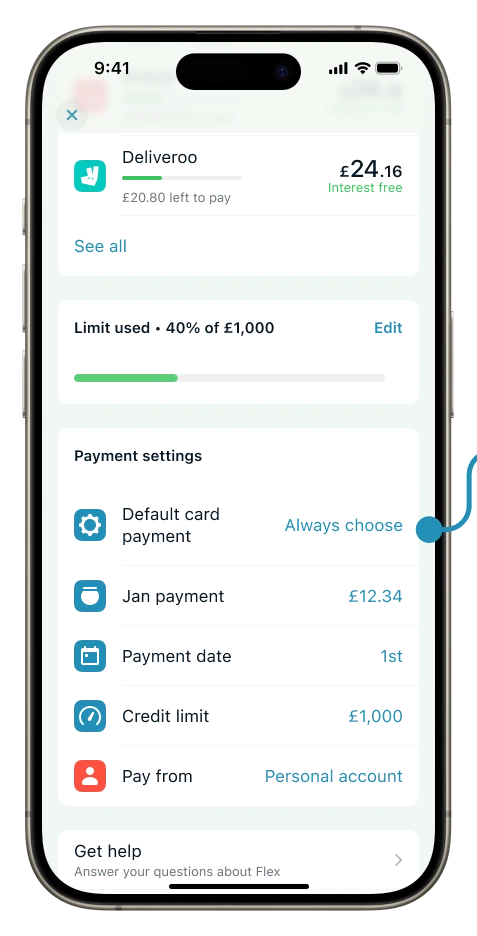 9:41
Deliveroo
£24.16
Interest free
£20.80 left to pay
See all
Limit used • 40% of £1,000
Edit
Payment settings
Default card
payment
Always choose
Jan payment
£12.34
Payment date
1st
Credit limit
£1,000
Pay from
Personal account
Get help
Answer your questions about Flex